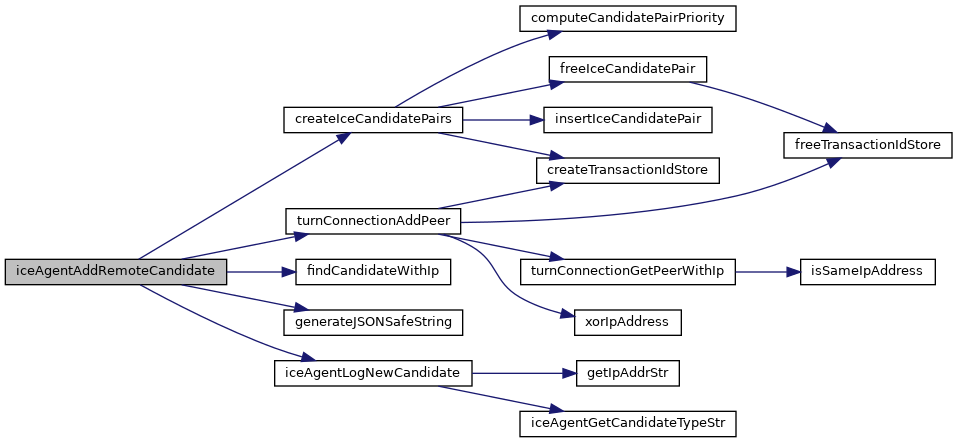 computeCandidatePairPriority
freeIceCandidatePair
createIceCandidatePairs
insertIceCandidatePair
freeTransactionIdStore
createTransactionIdStore
turnConnectionAddPeer
iceAgentAddRemoteCandidate
findCandidateWithIp
turnConnectionGetPeerWithIp
isSameIpAddress
generateJSONSafeString
xorIpAddress
iceAgentLogNewCandidate
getIpAddrStr
iceAgentGetCandidateTypeStr